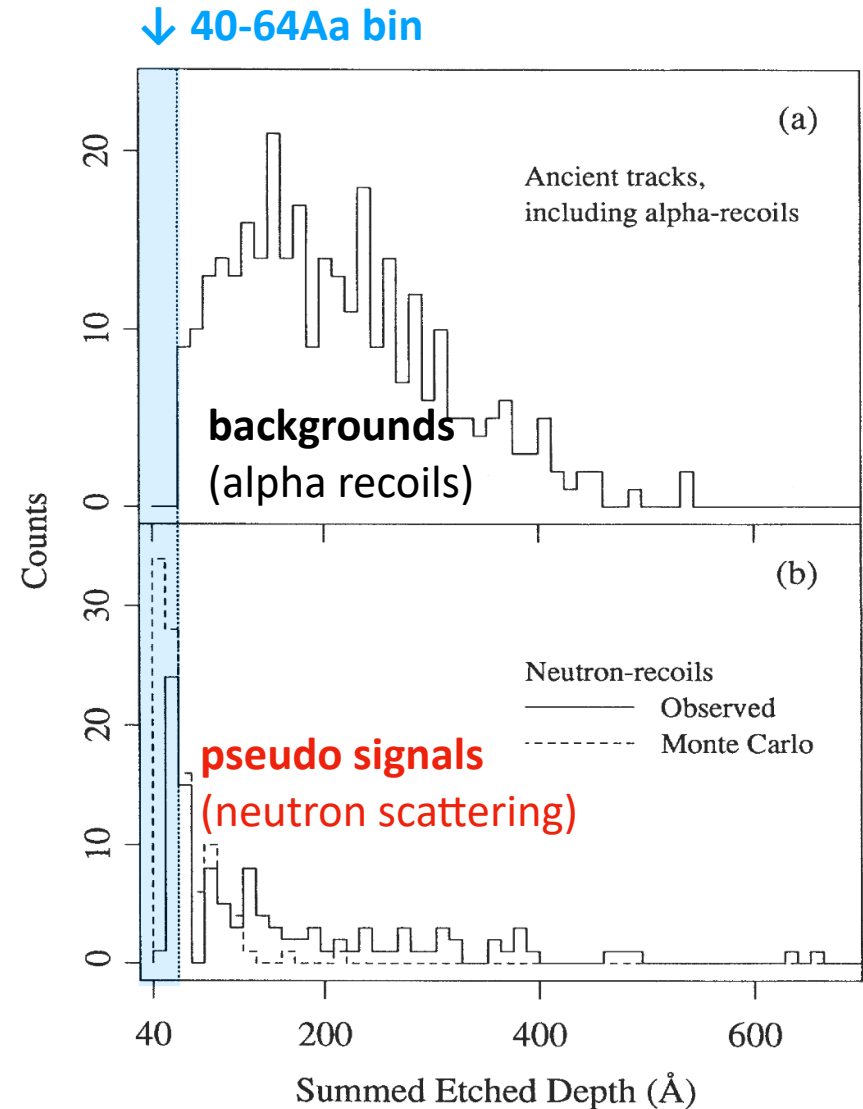 ↓ 40-64Aa bin
(a)
20
Ancient tracks,
including alpha-recoils
10
backgrounds
(alpha recoils)
0
Counts
(b)
30
Neutron-recoils
Observed
20
Monte Carlo
pseudo signals
(neutron scattering)
10
0
40 200 400 600
Summed Etched Depth (Å)